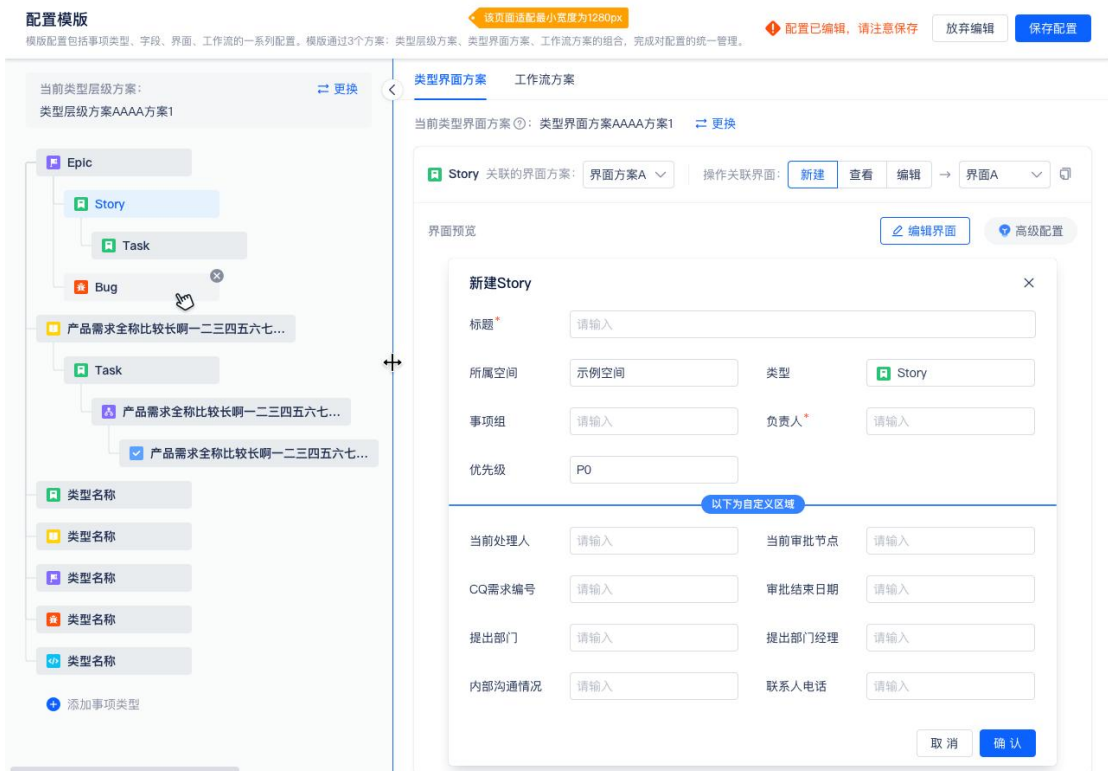 配置模版
该页面适配最小宽度为1280px
模版配置包括事项类型、字段、界面、工作流的一系列配置。模版通过3个方案：类型层级方案、类型界面方案、工作流方案的组合，完成对配置的统一管理。
配置已编辑，请注意保存
放弃编辑
保存配置
当前类型层级方案：
更换
类型层级方案AAAA方案1
Epic
Story
Task
Bug
产品需求全称比较长啊一二三四五六七...
Task
产品需求全称比较长啊一二三四五六七...
产品需求全称比较长啊一二三四五六七...
类型名称
类型名称
类型名称
类型名称
类型名称
添加事项类型
类型界面方案 工作流方案
当前类型界面方案?：类型界面方案AAAA方案1 更换
Story 关联的界面方案： 界面方案A 操作关联界面： 新建 查看 编辑 → 界面A
界面预览 编辑界面 高级配置
新建Story
标题* 请输入
所属空间 示例空间 类型 Story
事项组 请输入 负责人* 请输入
优先级 P0
以下为自定义区域
当前处理人 请输入 当前审批节点 请输入
CQ需求编号 请输入 审批结束日期 请输入
提出部门 请输入 提出部门经理 请输入
内部沟通情况 请输入 联系人电话 请输入
取消 确认